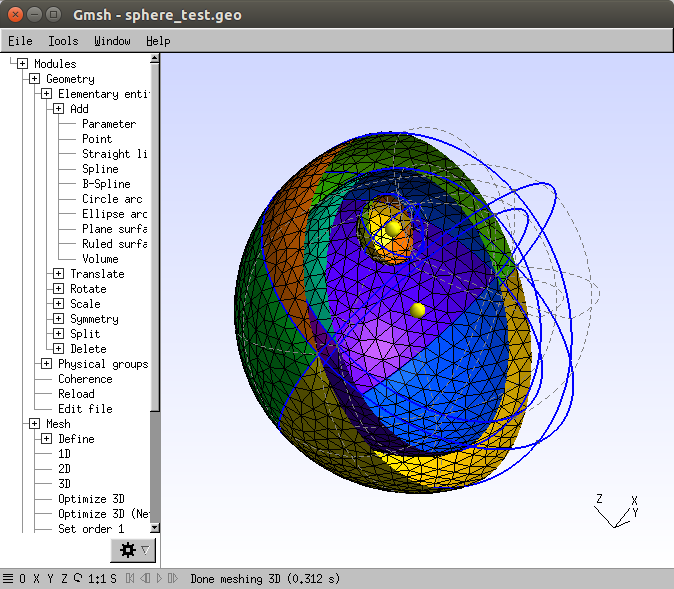 Gmsh - sphere_test.geo
File Tools Window Help
Modules
Geometry
Elementary enti
Add
Parameter
Point
Straight li
Spline
B-Spline
Circle arc
Ellipse arc
Plane surfa
Ruled surfa
Volume
Translate
Rotate
Scale
Symmetry
Split
Delete
Physical groups
Coherence
Reload
Edit file
Mesh
Define
1D
2D
3D
Optimize 3D
Optimize 3D (Ne
Set order 1
Z X
Y
O X Y Z 1:1 S Done meshing 3D (0.312 s)